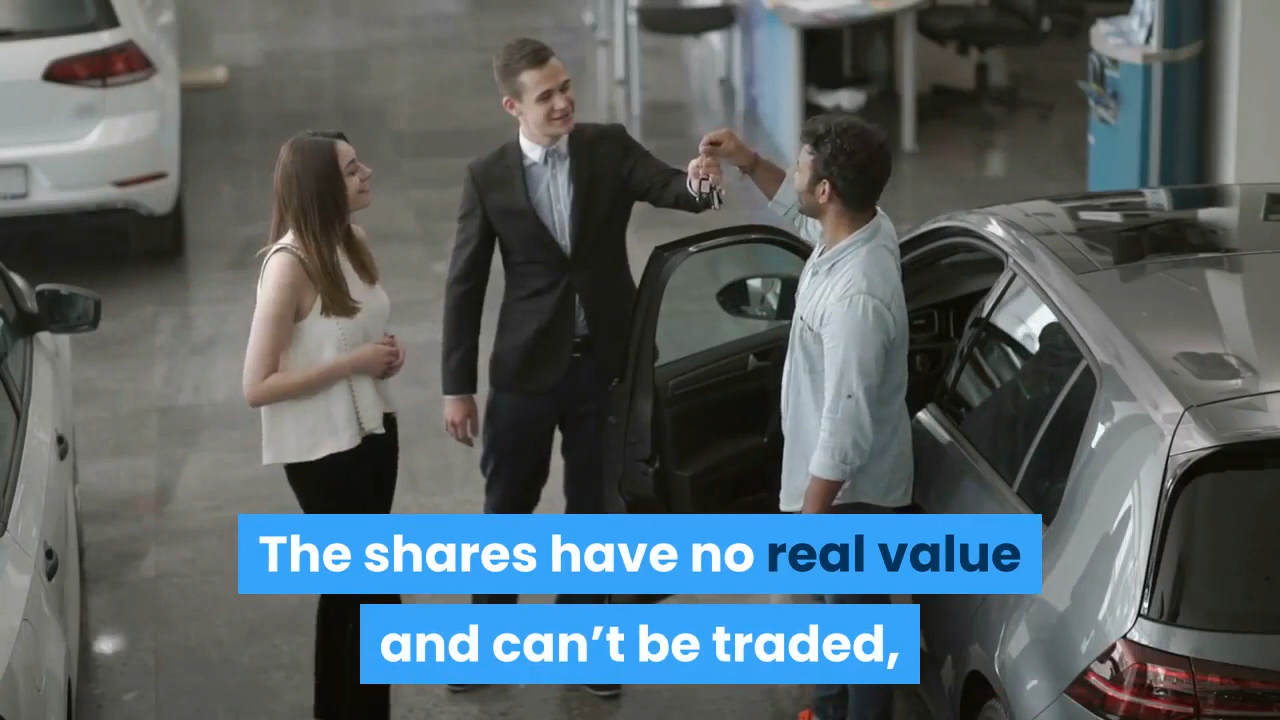 The shares have no real value
and can’t be traded,